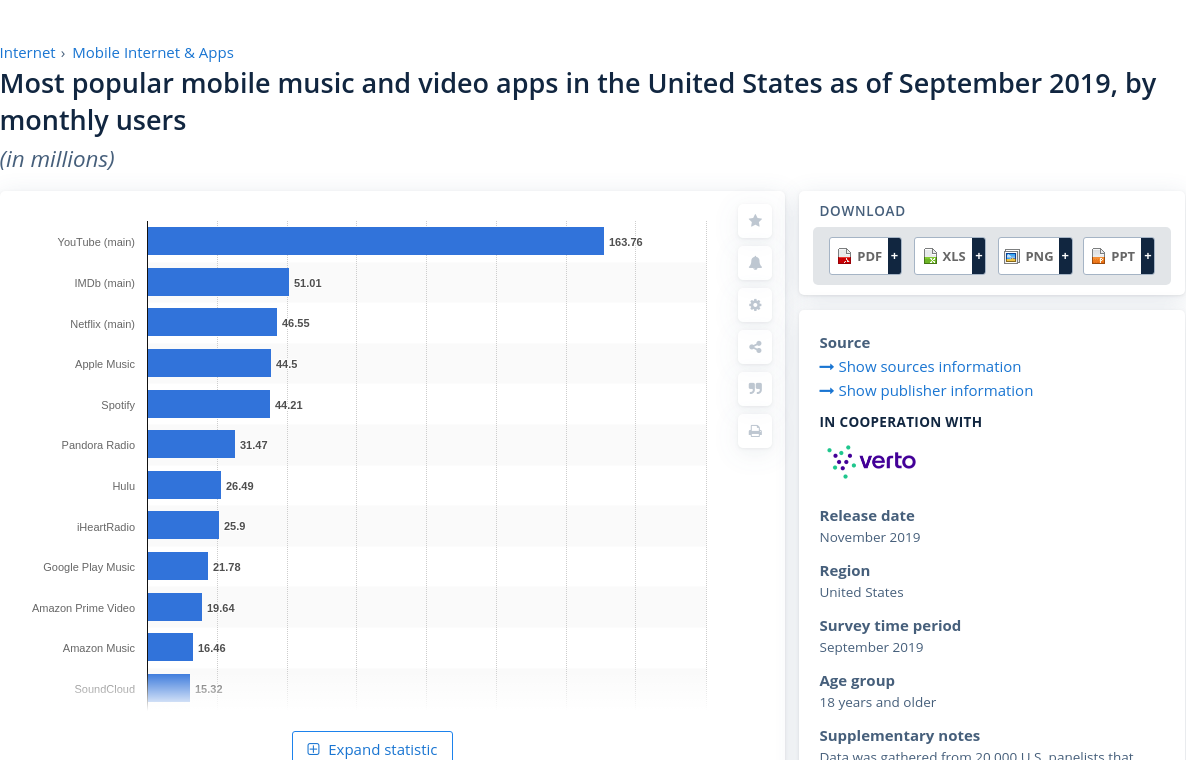 Internet › Mobile Internet & Apps
Most popular mobile music and video apps in the United States as of September 2019, by
monthly users
(in millions)
YouTube (main) 163.76
IMDb (main) 51.01
Netflix (main) 46.55
Apple Music 44.5
Spotify 44.21
Pandora Radio 31.47
Hulu 26.49
iHeartRadio 25.9
Google Play Music 21.78
Amazon Prime Video 19.64
Amazon Music 16.46
SoundCloud 15.32
Expand statistic
DOWNLOAD
PDF + XLS + PNG + PPT +
Source
Show sources information
Show publisher information
IN COOPERATION WITH
verto
Release date
November 2019
Region
United States
Survey time period
September 2019
Age group
18 years and older
Supplementary notes
Data was gathered from 20,000 U.S. panelists that